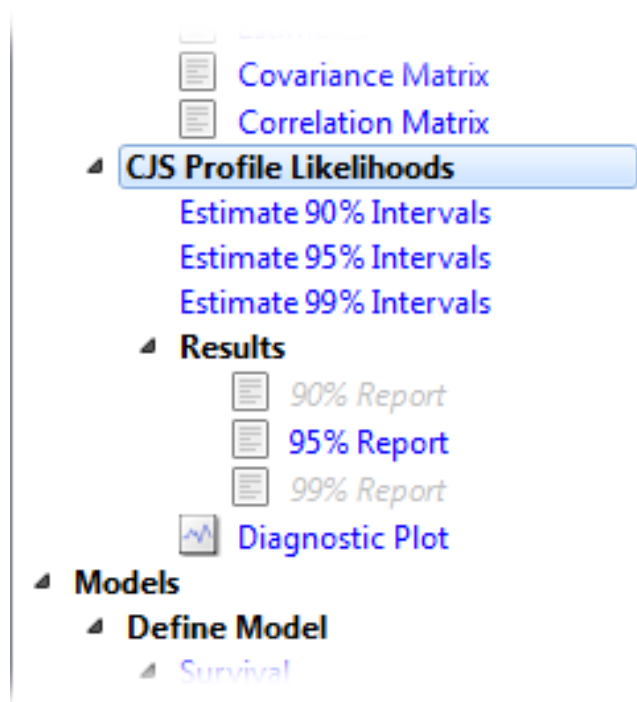 Covariance Matrix
Correlation Matrix
CJS Profile Likelihoods
Estimate 90% Intervals
Estimate 95% Intervals
Estimate 99% Intervals
Results
90% Report
95% Report
99% Report
Diagnostic Plot
Models
Define Model
Survival